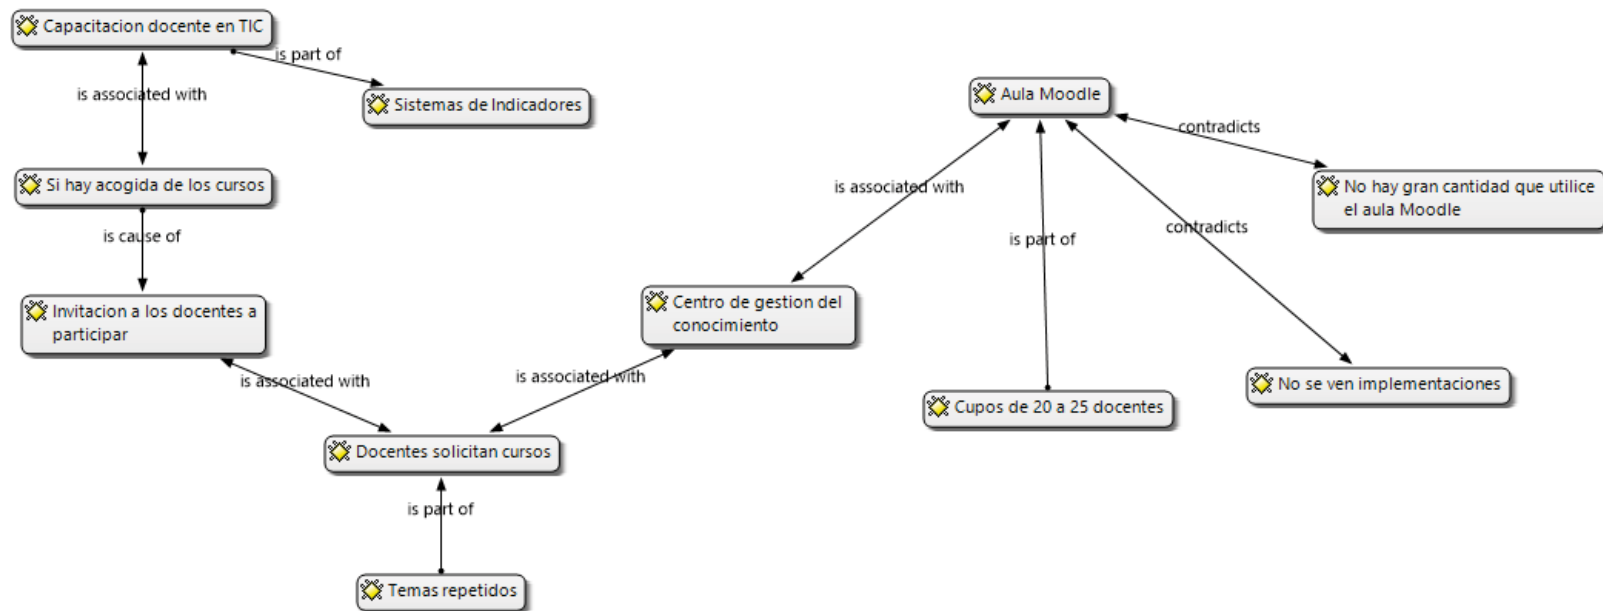 Capacitacion docente en TIC
is part of
is associated with
Sistemas de Indicadores
Aula Moodle
contradicts
Si hay acogida de los cursos
is associated with
No hay gran cantidad que utilice
el aula Moodle
is cause of
is part of
contradicts
Invitacion a los docentes a
participar
Centro de gestion del
conocimiento
is associated with
is associated with
No se ven implementaciones
Cupos de 20 a 25 docentes
Docentes solicitan cursos
is part of
Temas repetidos